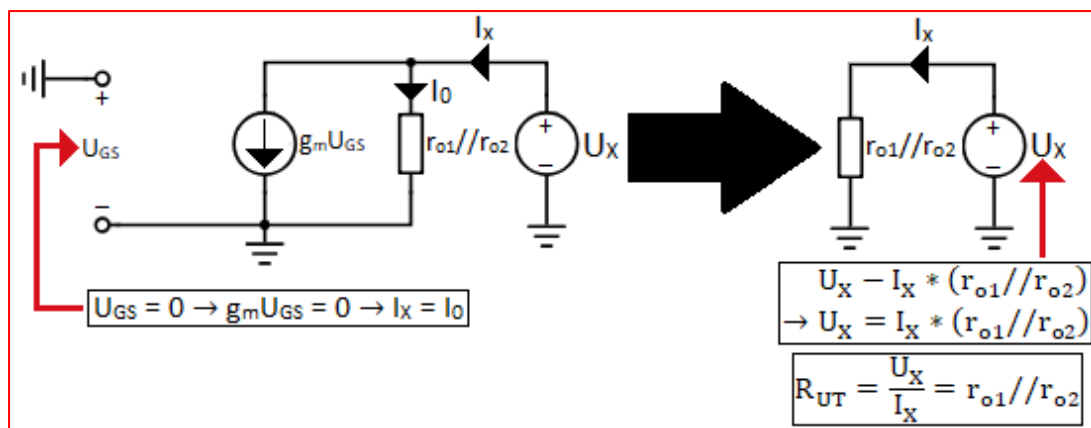 Ix
Ix
+
I0
UGS
gmUGS
ro1//ro2
+
−
UX
ro1//ro2
+
−
UX
−
UGS = 0 → gmUGS = 0 → IX = I0
UX − IX * (ro1//ro2)
→ UX = IX * (ro1//ro2)
RUT = UX/IX = ro1//ro2